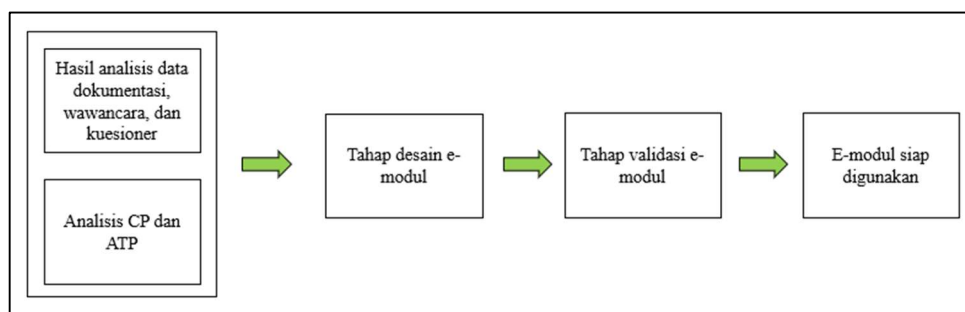 Hasil analisis data
dokumentasi,
wawancara, dan
kuesioner
Analisis CP dan
ATP
Tahap desain e-
modul
Tahap validasi e-
modul
E-modul siap
digunakan